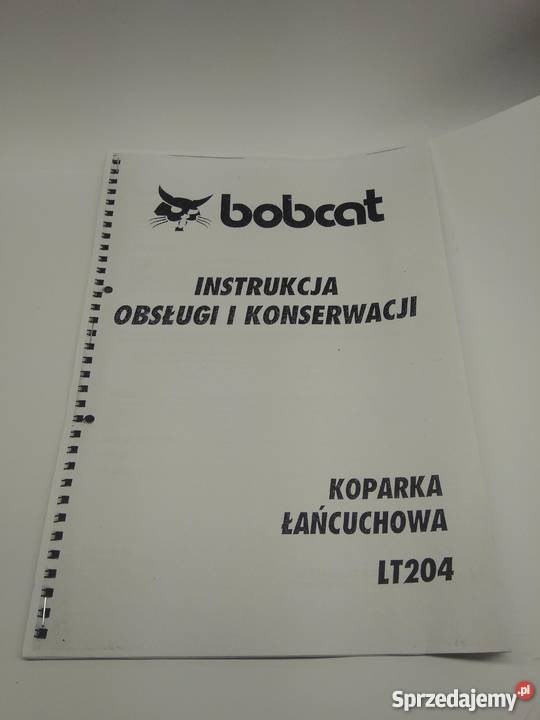 bobcat
INSTRUKCJA
OBSŁUGI I KONSERWACJI
KOPARKA
ŁAŃCUCHOWA
LT204
Sprzedajemy.pl